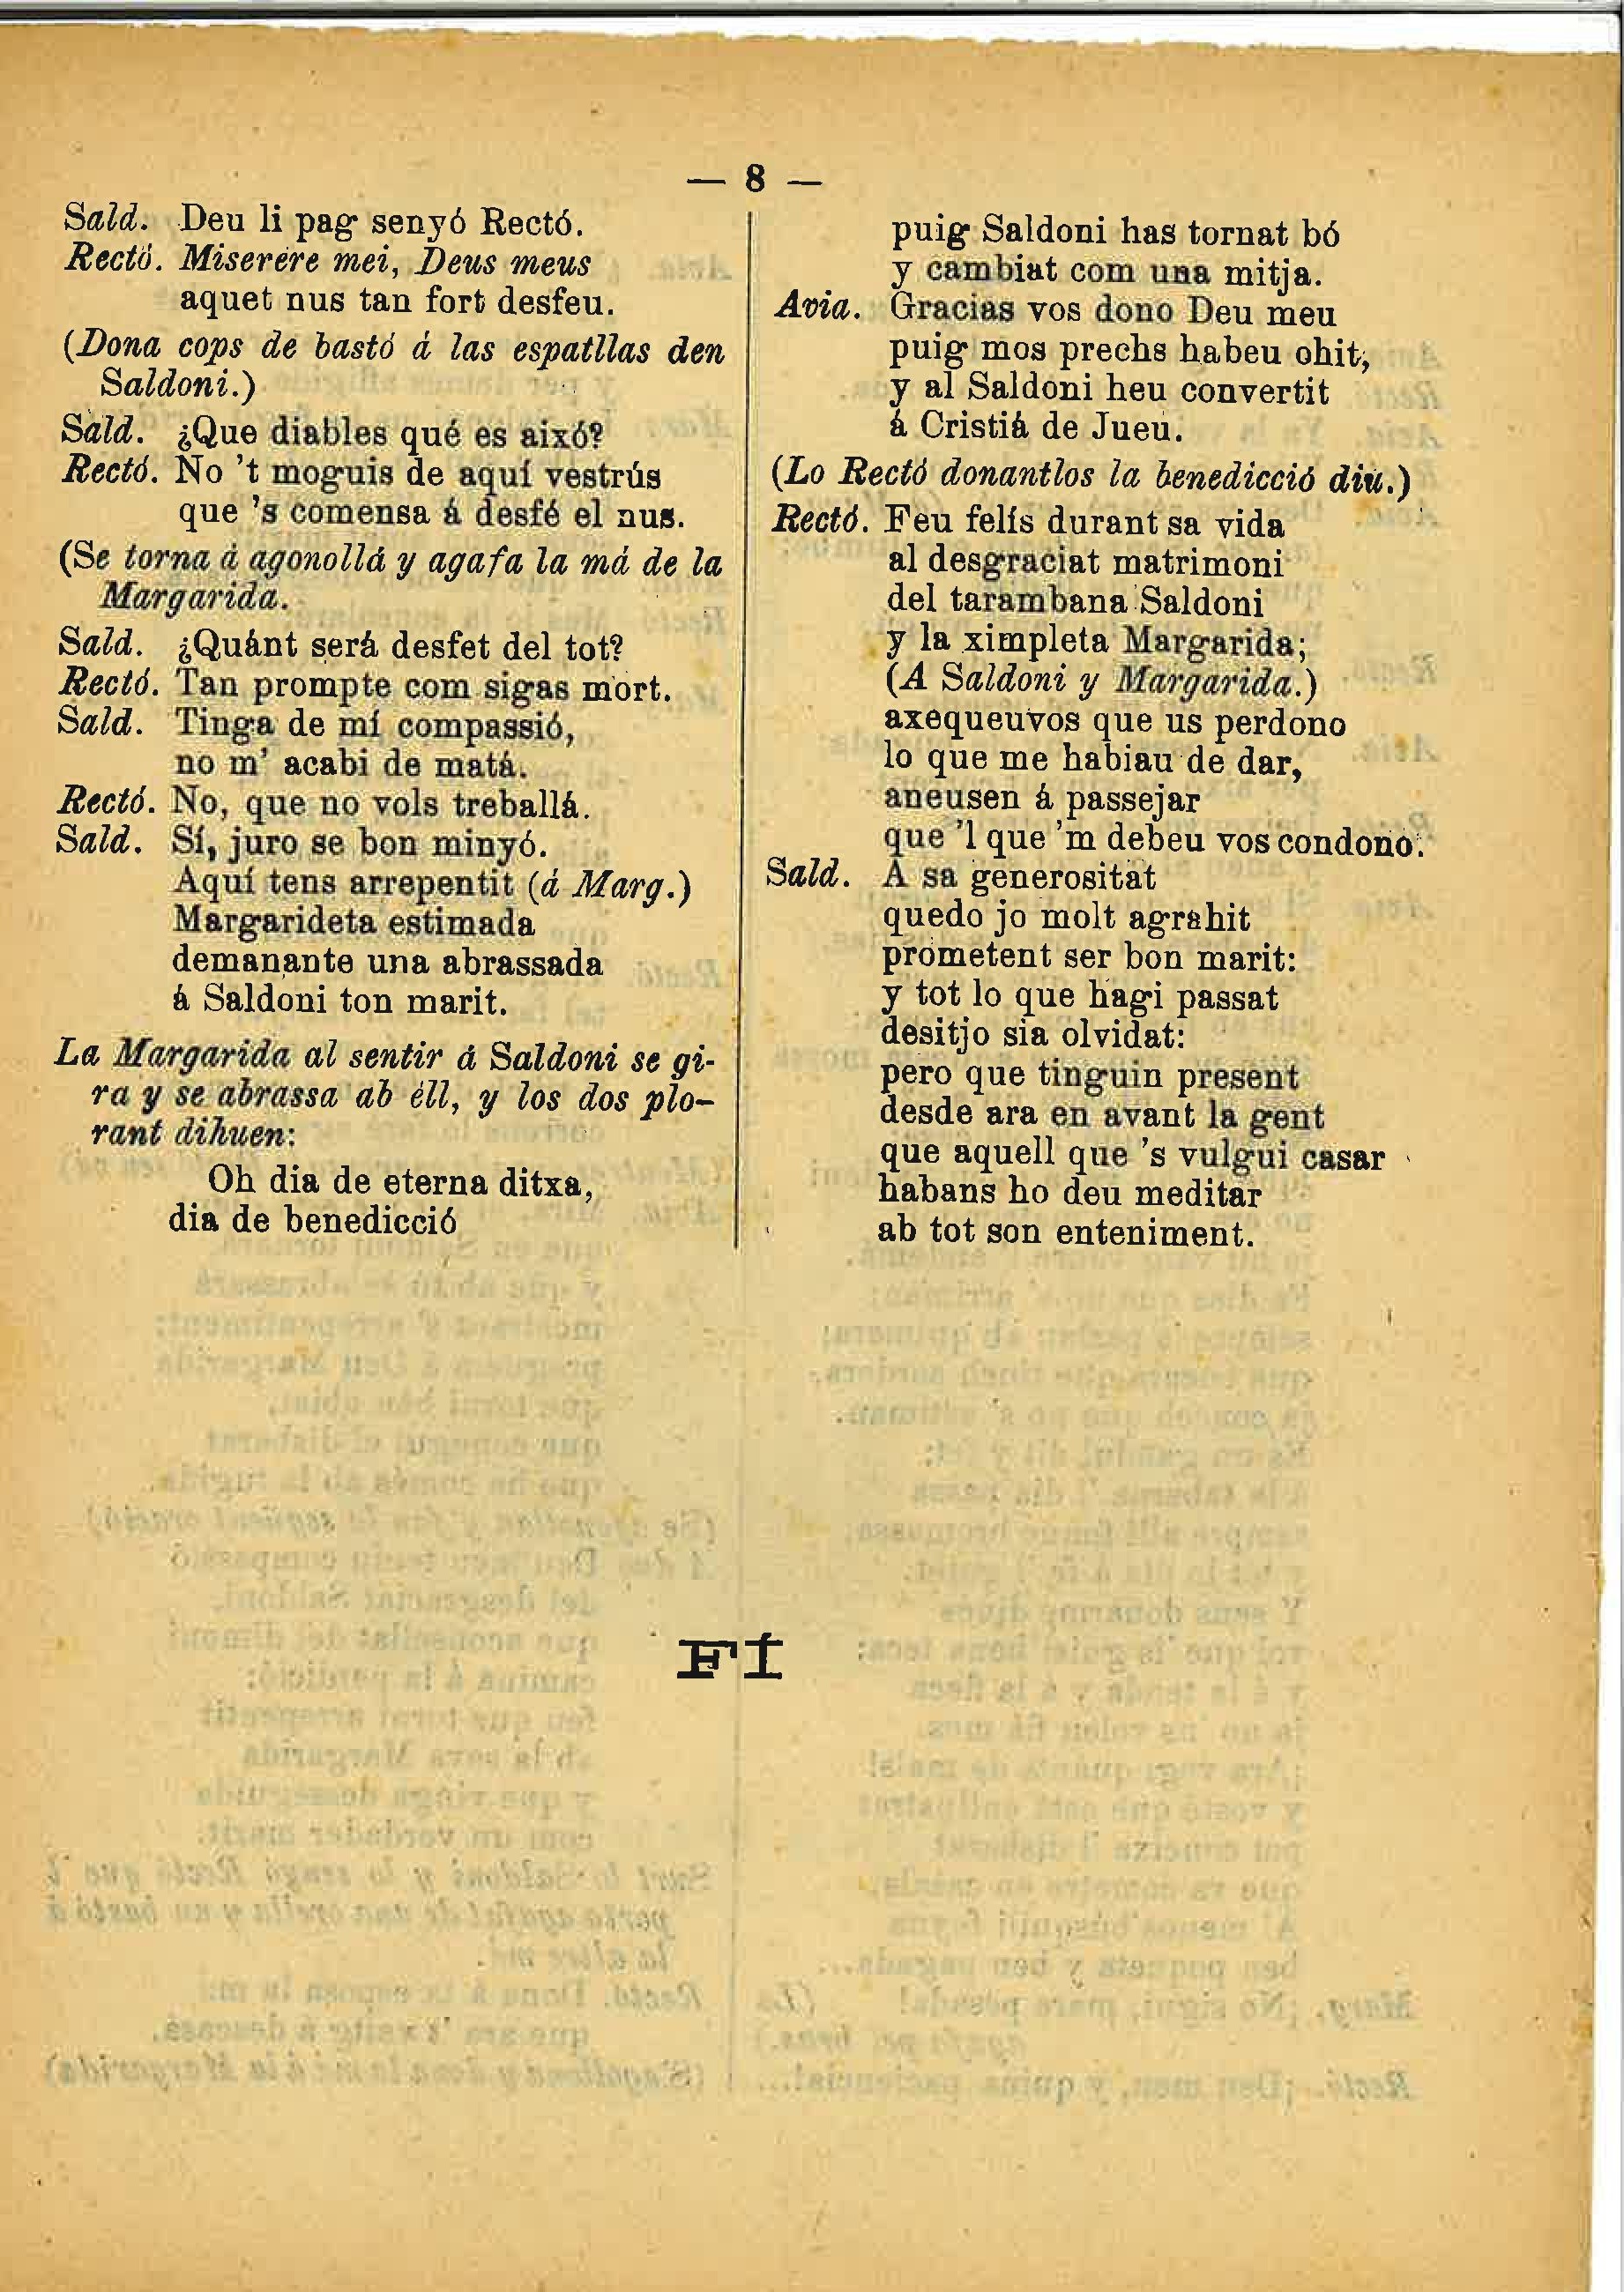 — 8 —
Sald. Deu li pag senyó Rectó.
Rectó. Miserére mei, Deus meus
aquet nus tan fort desfeu.
(Dona cops de bastó á las espatllas den
Saldoni.)
Sald. ¿Que diables qué es aixó?
Rectó. No 't moguis de aquí vestrús
que 's comensa á desfé el nus.
(Se torna á agonollá y agafa la má de la
Margarida.
Sald. ¿Quánt será desfet del tot?
Rectó. Tan prompte com sigas mort.
Sald. Tinga de mí compassió,
no m' acabi de matá.
Rectó. No, que no vols treballá.
Sald. Sí, juro se bon minyó.
Aquí tens arrepentit (á Marg.)
Margarideta estimada
demanante una abrassada
á Saldoni ton marit.
La Margarida al sentir á Saldoni se gi-
ra y se abrassa ab éll, y los dos plo-
rant dihuen:
Oh dia de eterna ditxa,
dia de benedicció
puig Saldoni has tornat bó
y cambiat com una mitja.
Avia. Gracias vos dono Deu meu
puig mos prechs habeu ohit,
y al Saldoni heu convertit
á Cristiá de Jueu.
(Lo Rectó donantlos la benedicció diu.)
Rectó. Feu felís durant sa vida
al desgraciat matrimoni
del tarambana Saldoni
y la ximpleta Margarida;
(A Saldoni y Margarida.)
axequeuvos que us perdono
lo que me habiau de dar,
aneusen á passejar
que 'l que 'm debeu vos condono.
Sald. A sa generositat
quedo jo molt agrahit
prometent ser bon marit:
y tot lo que hagi passat
desitjo sia olvidat:
pero que tinguin present
desde ara en avant la gent
que aquell que 's vulgui casar
habans ho deu meditar
ab tot son enteniment.
FÍ